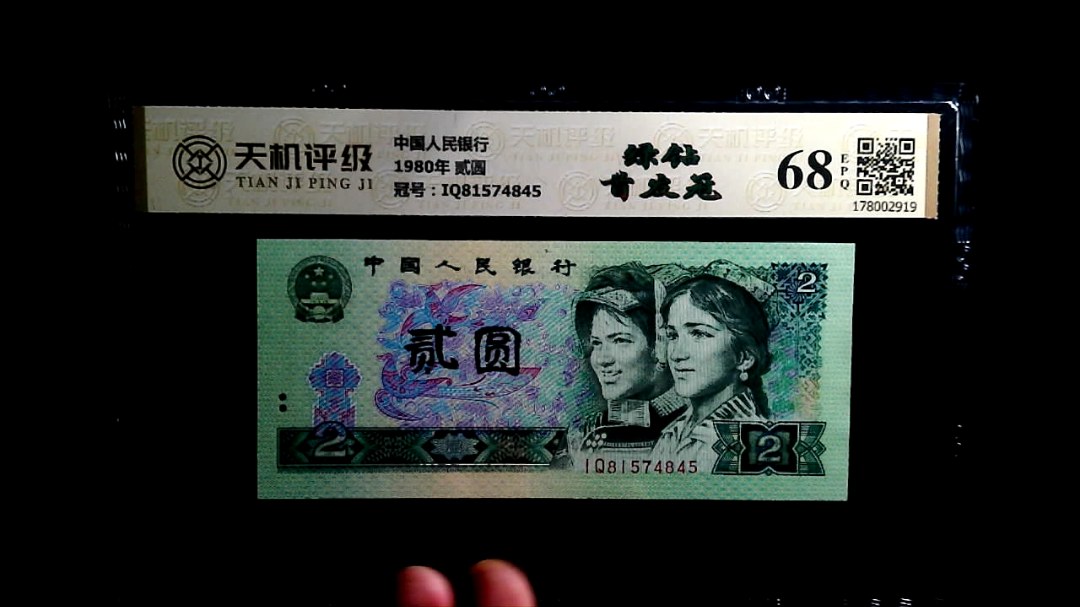 天机评级
TIAN JI PING JI
中国人民银行
1980年 贰圆
冠号：IQ81574845
绿钻
首发冠
68
EPQ
178002919
中国人民银行
2
贰圆
2
2
IQ81574845